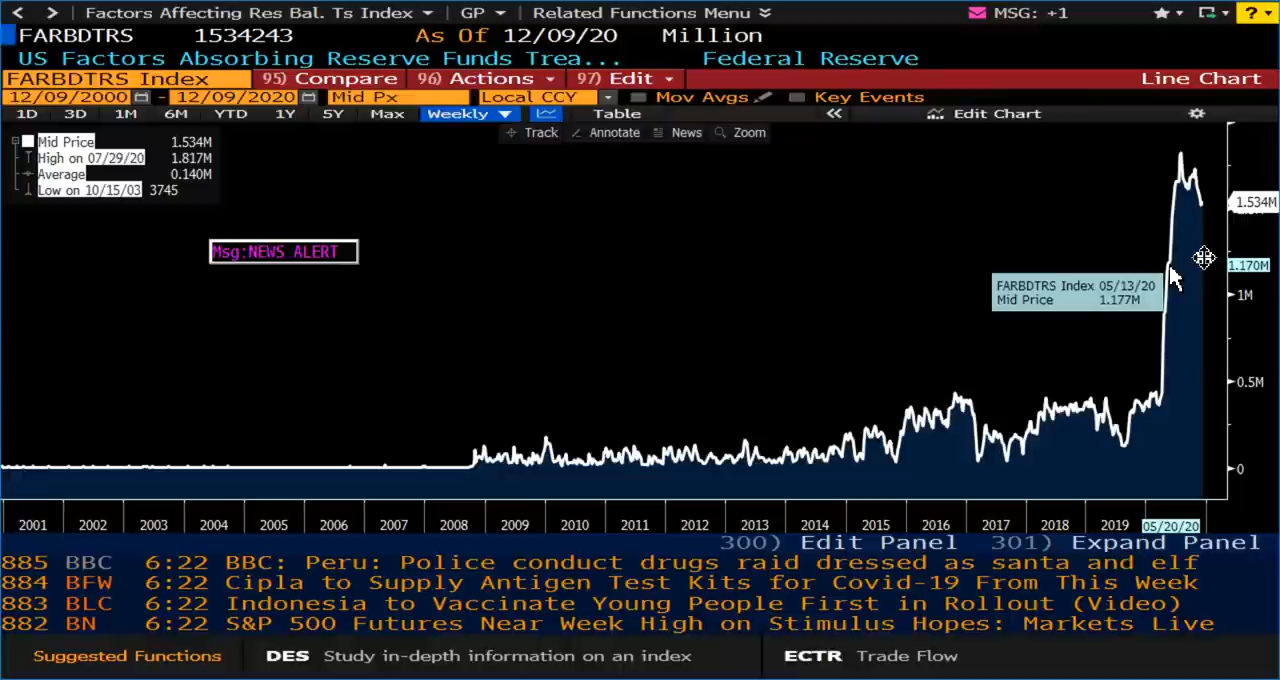 Factors Affecting Res Bal. Ts Index GP Related Functions Menu MSG: +1 ?
FARBDTRS 1534243 As Of 12/09/20 Million
US Factors Absorbing Reserve Funds Trea... Federal Reserve
FARBDTRS Index 95) Compare 96) Actions 97) Edit Line Chart
12/09/2000 - 12/09/2020 Mid Px Local CCY Mov Avgs Key Events
1D 3D 1M 6M YTD 1Y 5Y Max Weekly Table Edit Chart
Track Annotate News Zoom
Mid Price 1.534M
High on 07/29/20 1.817M
Average 0.140M
Low on 10/15/03 3745
1.534M
Msg:NEWS ALERT
1.170M
FARBDTRS Index 05/13/20
Mid Price 1.177M
1M
0.5M
0
2001 2002 2003 2004 2005 2006 2007 2008 2009 2010 2011 2012 2013 2014 2015 2016 2017 2018 2019 05/20/20
300) Edit Panel 301) Expand Panel
885 BBC 6:22 BBC: Peru: Police conduct drugs raid dressed as santa and elf
884 BFW 6:22 Cipla to Supply Antigen Test Kits for Covid-19 From This Week
883 BLC 6:22 Indonesia to Vaccinate Young People First in Rollout (Video)
882 BN 6:22 S&P 500 Futures Near Week High on Stimulus Hopes: Markets Live
Suggested Functions DES Study in-depth information on an index ECTR Trade Flow